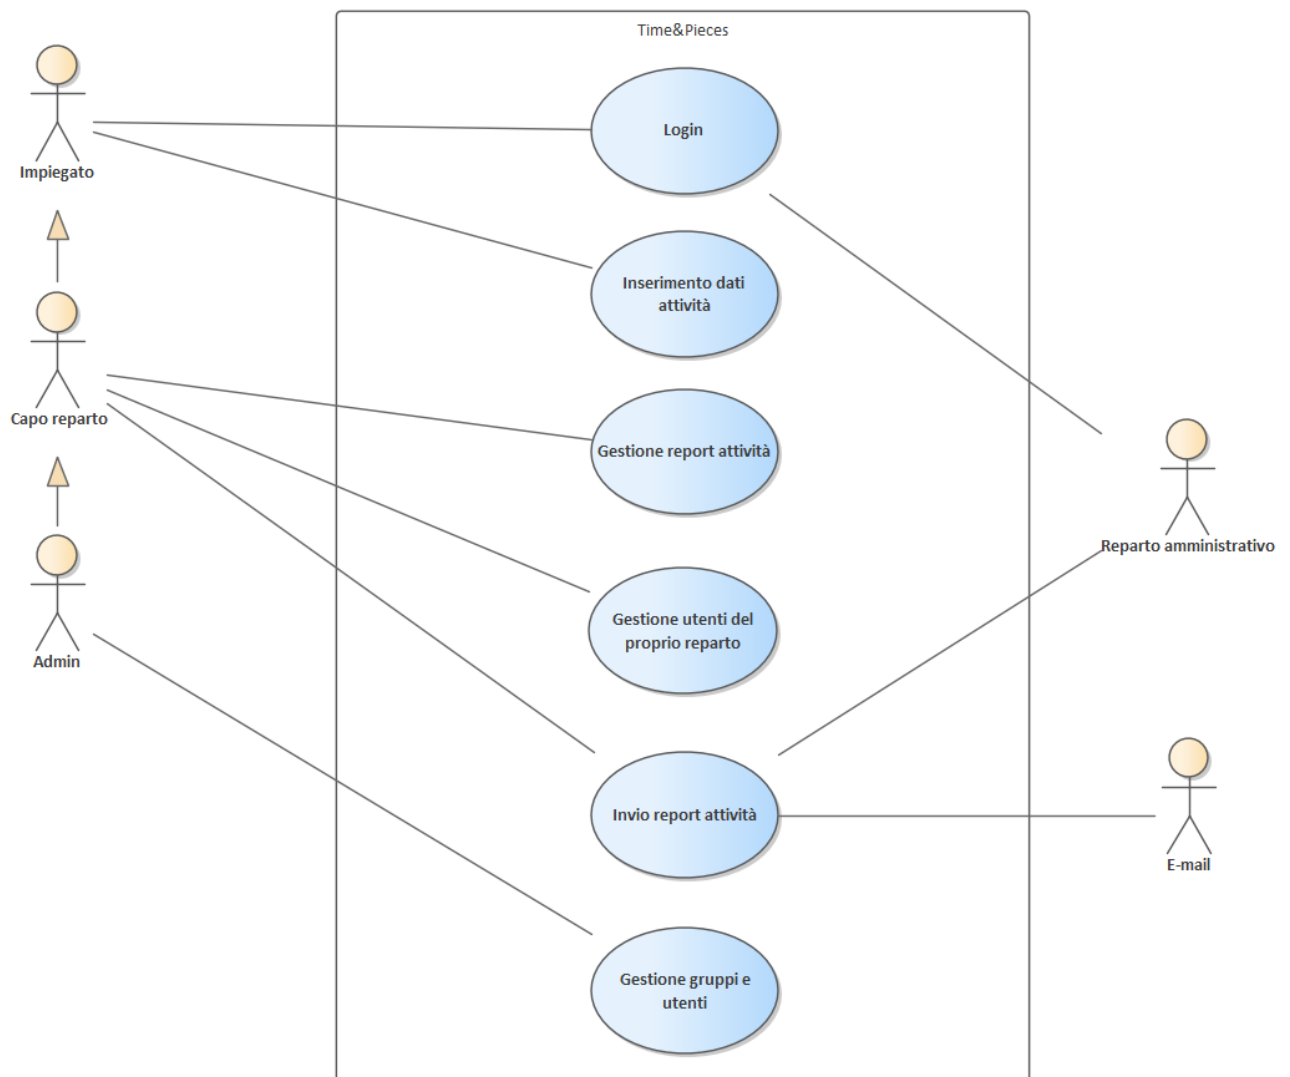 Time&Pieces
Login
Impiegato
Inserimento dati
attività
Capo reparto
Gestione report attività
Reparto amministrativo
Gestione utenti del
proprio reparto
Admin
Invio report attività
E-mail
Gestione gruppi e
utenti